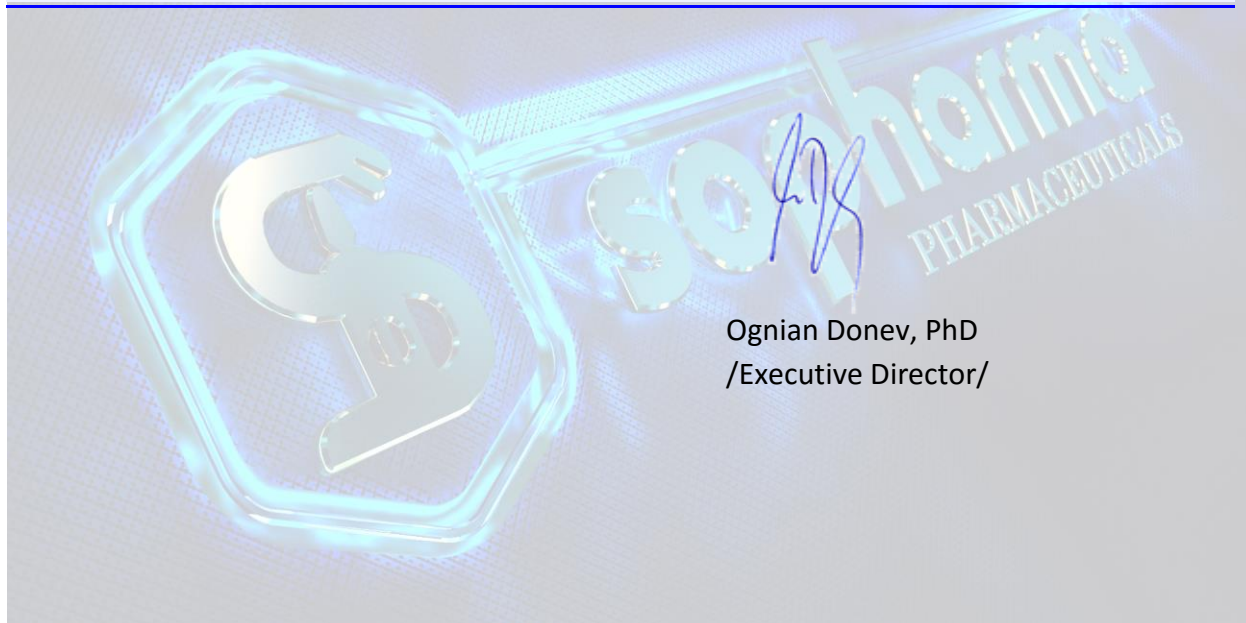 sopharma
PHARMACEUTICALS
Ognian Donev, PhD
/Executive Director/